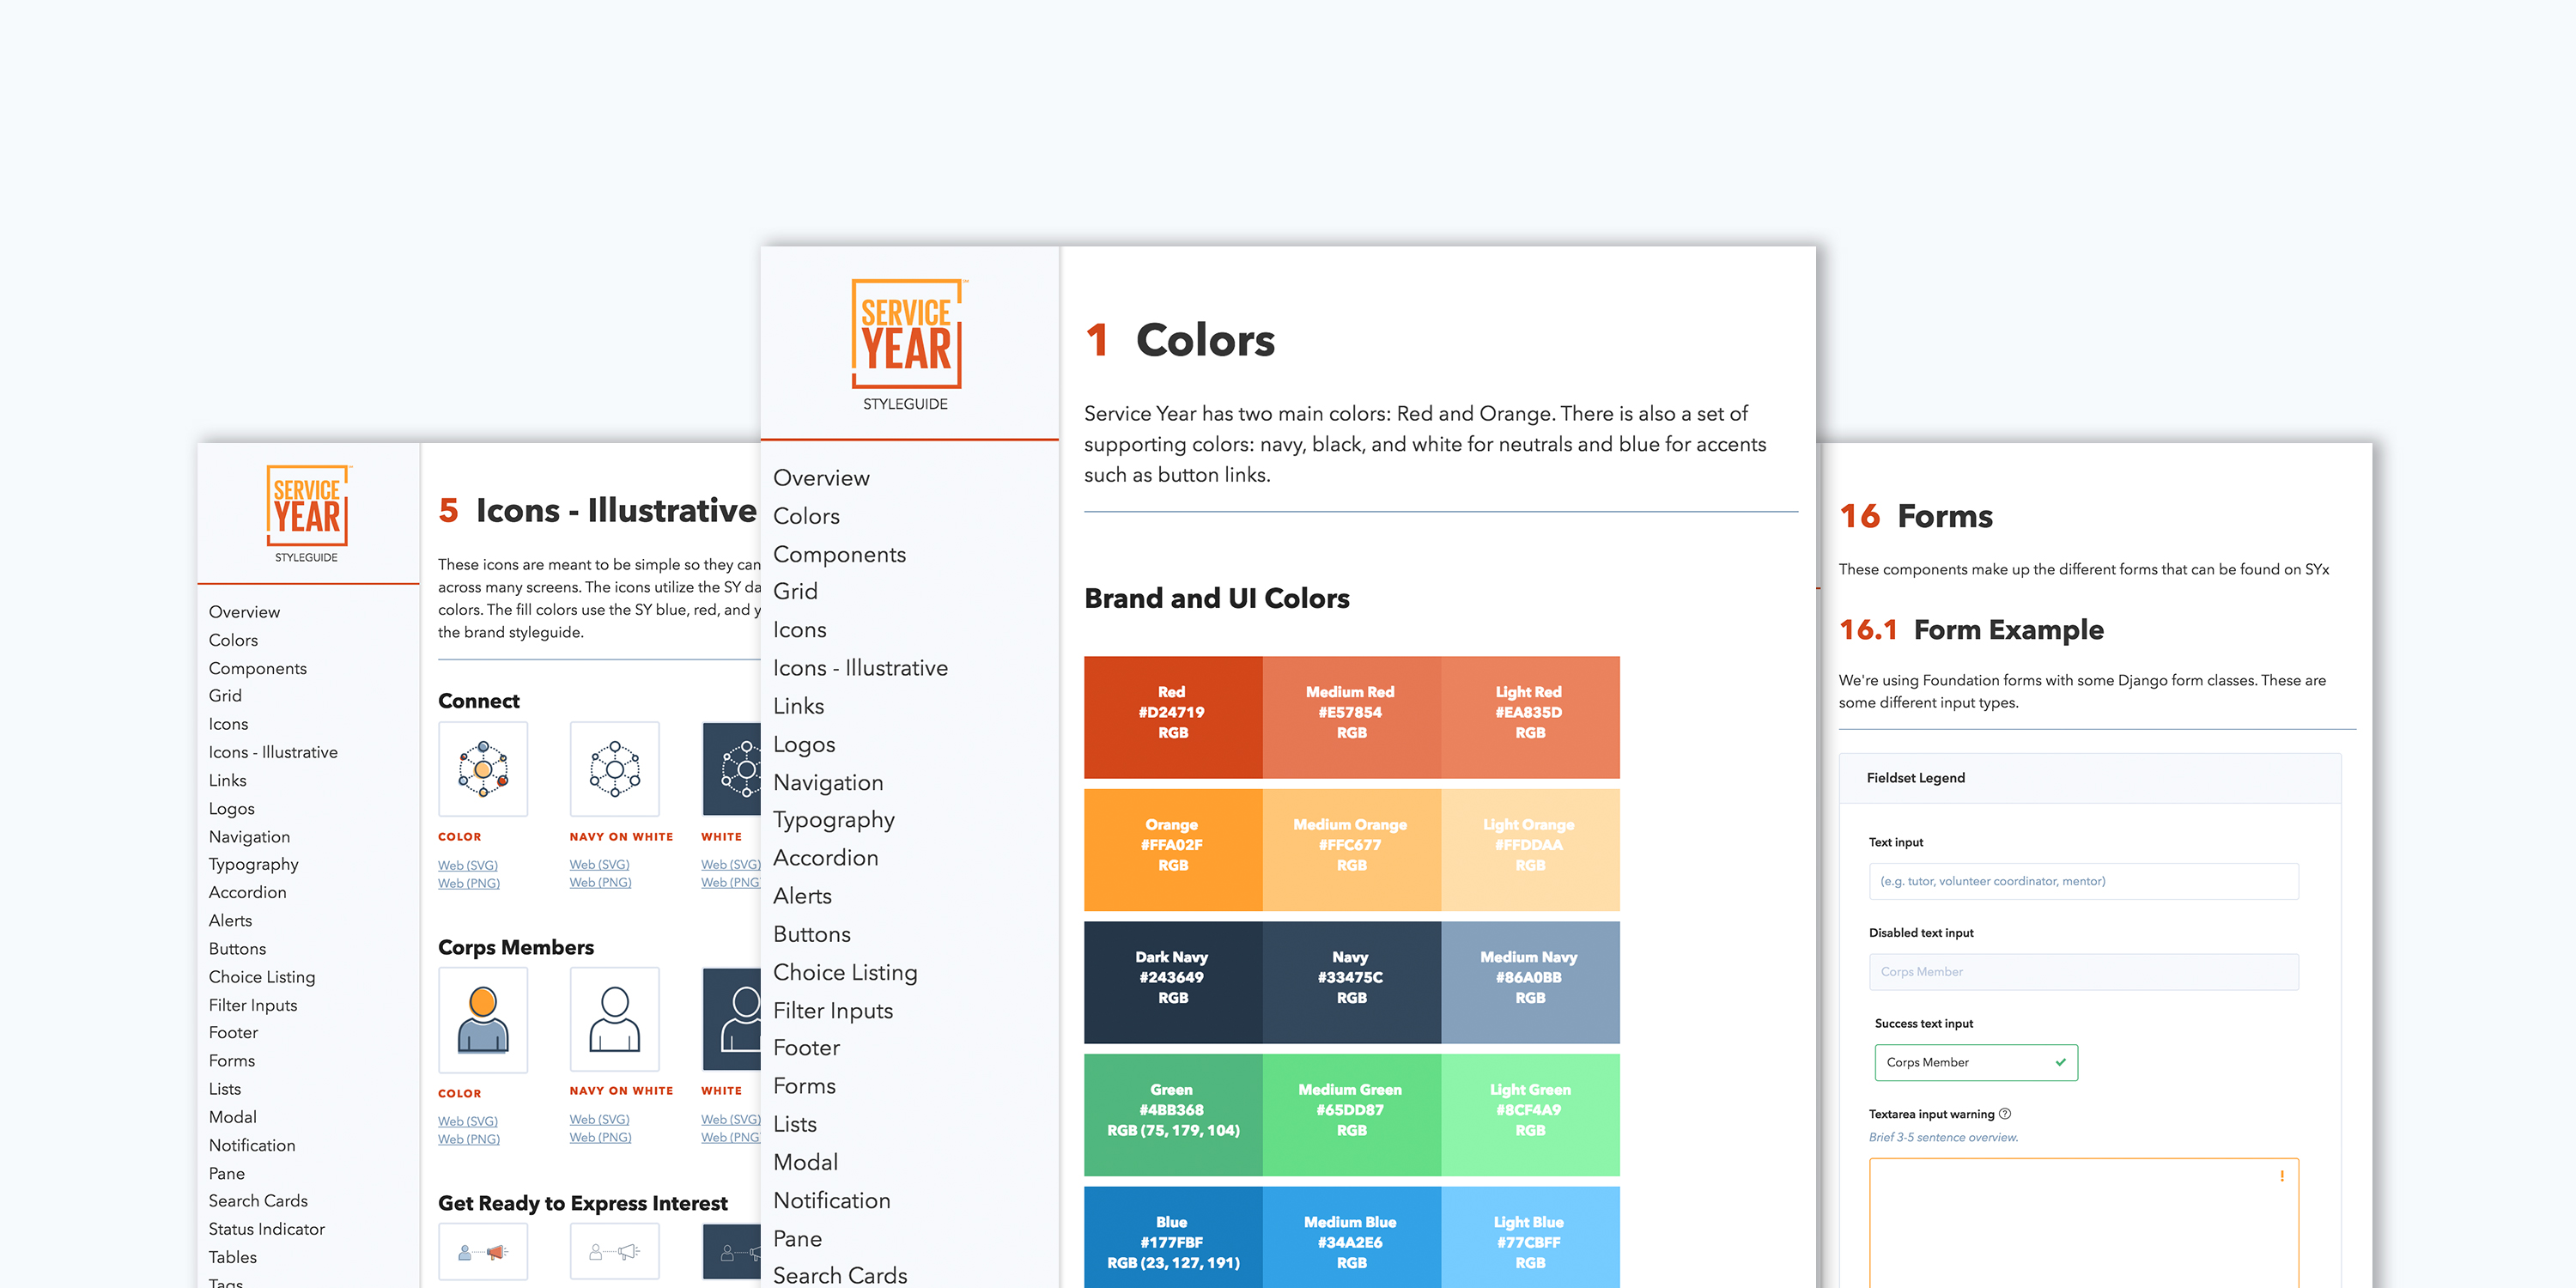 SERVICE
YEAR
STYLEGUIDE
Overview
Colors
Components
Grid
Icons
Icons - Illustrative
Links
Logos
Navigation
Typography
Accordion
Alerts
Buttons
Choice Listing
Filter Inputs
Footer
Forms
Lists
Modal
Notification
Pane
Search Cards
Status Indicator
Tables
Tags
5 Icons - Illustrative
These icons are meant to be simple so they can
across many screens. The icons utilize the SY da
colors. The fill colors use the SY blue, red, and y
the brand styleguide.
Connect
COLOR
Web (SVG)
Web (PNG)
NAVY ON WHITE
Web (SVG)
Web (PNG)
WHITE
Web (SVG)
Web (PNG
Corps Members
COLOR
Web (SVG)
Web (PNG)
NAVY ON WHITE
Web (SVG)
Web (PNG)
WHITE
Web (SVG)
Web (PNG
Get Ready to Express Interest
SERVICE
YEAR
™
STYLEGUIDE
Overview
Colors
Components
Grid
Icons
Icons - Illustrative
Links
Logos
Navigation
Typography
Accordion
Alerts
Buttons
Choice Listing
Filter Inputs
Footer
Forms
Lists
Modal
Notification
Pane
Search Cards
1 Colors
Service Year has two main colors: Red and Orange. There is also a set of
supporting colors: navy, black, and white for neutrals and blue for accents
such as button links.
Brand and UI Colors
Red
#D24719
RGB
Medium Red
#E57854
RGB
Light Red
#EA835D
RGB
Orange
#FFA02F
RGB
Medium Orange
#FFC677
RGB
Light Orange
#FFDDAA
RGB
Dark Navy
#243649
RGB
Navy
#33475C
RGB
Medium Navy
#86A0BB
RGB
Green
#4BB368
RGB (75, 179, 104)
Medium Green
#65DD87
RGB
Light Green
#8CF4A9
RGB
Blue
#177FBF
RGB (23, 127, 191)
Medium Blue
#34A2E6
RGB
Light Blue
#77CBFF
RGB
16 Forms
These components make up the different forms that can be found on SYx
16.1 Form Example
We're using Foundation forms with some Django form classes. These are
some different input types.
Fieldset Legend
Text input
(e.g. tutor, volunteer coordinator, mentor)
Disabled text input
Corps Member
Success text input
Corps Member
Textarea input warning ?
Brief 3-5 sentence overview.
!